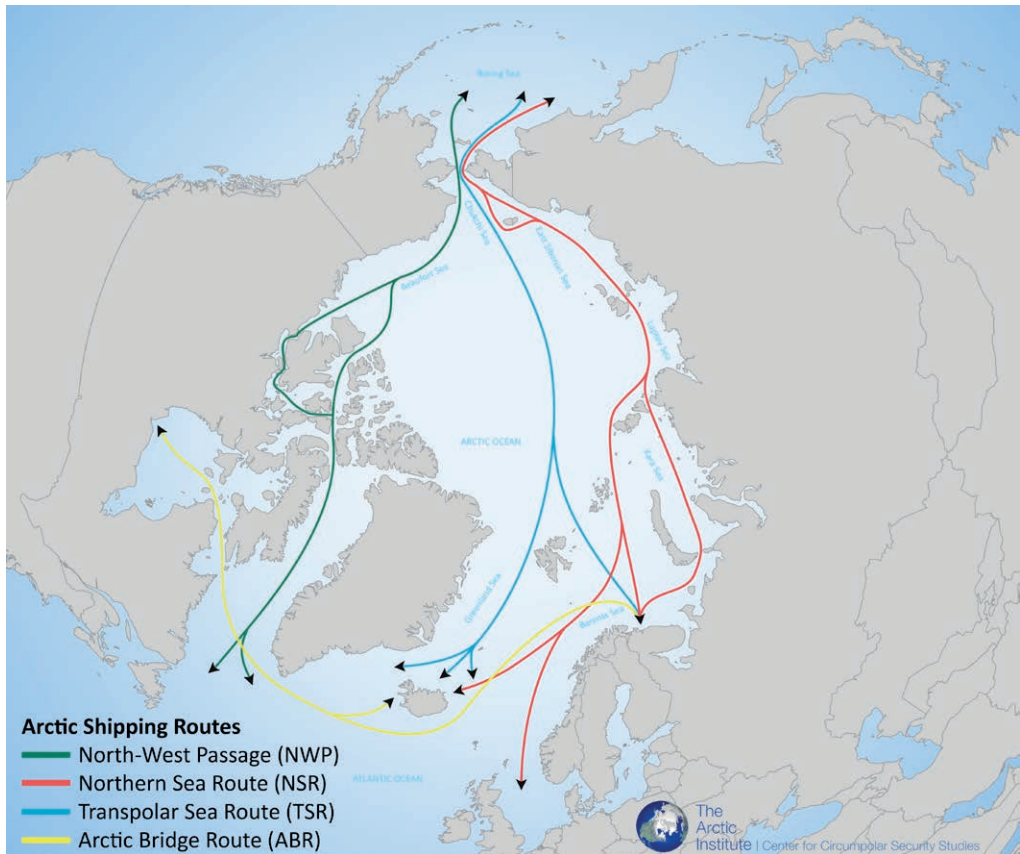 Bering Sea
Chukchi Sea
East Siberian Sea
Beaufort Sea
Laptev Sea
ARCTIC OCEAN
Kara Sea
Greenland Sea
Barents Sea
ATLANTIC OCEAN
Arctic Shipping Routes
North-West Passage (NWP)
Northern Sea Route (NSR)
Transpolar Sea Route (TSR)
Arctic Bridge Route (ABR)
The
Arctic
Institute | Center for Circumpolar Security Studies